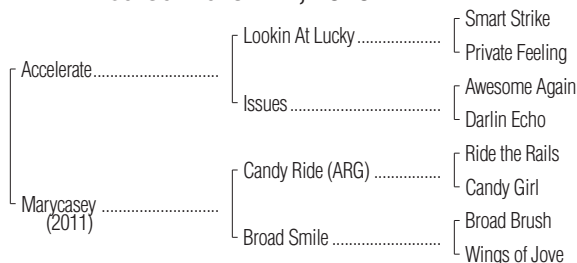 Smart Strike
Lookin At Lucky
Private Feeling
Accelerate
Awesome Again
Issues
Darlin Echo
Ride the Rails
Candy Ride (ARG)
Candy Girl
Marycasey
(2011)
Broad Brush
Broad Smile
Wings of Jove